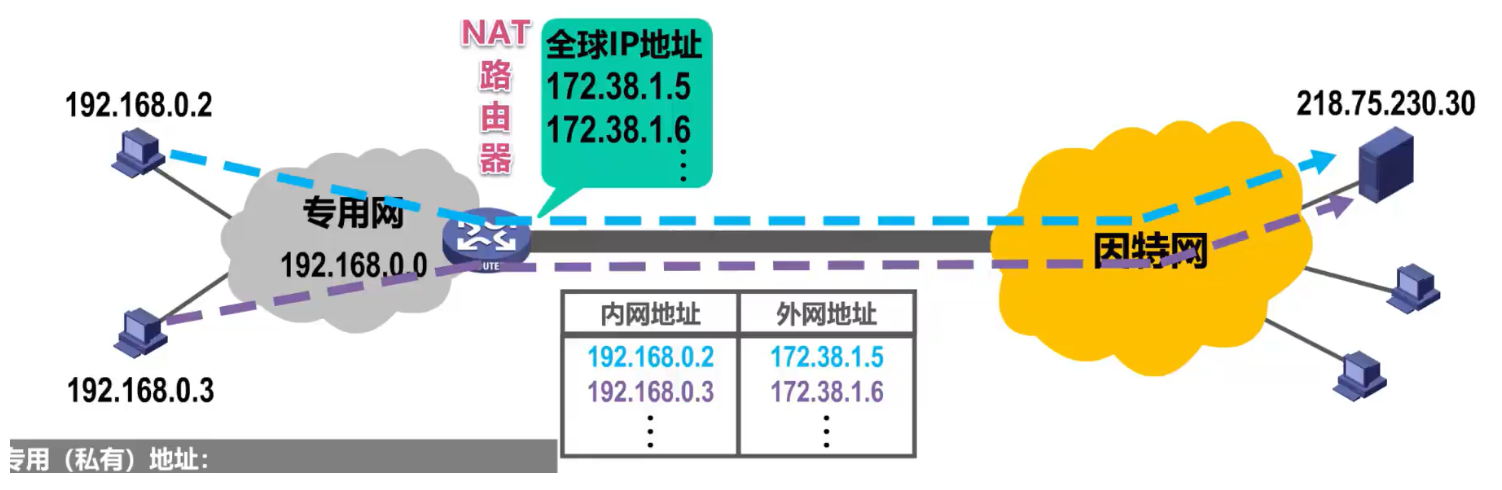 NAT
路
由
器
全球IP地址
172.38.1.5
172.38.1.6
⋮
192.168.0.2
218.75.230.30
专用网
192.168.0.0
UTE
因特网
192.168.0.3
内网地址 外网地址
192.168.0.2 172.38.1.5
192.168.0.3 172.38.1.6
⋮ ⋮
专用（私有）地址：